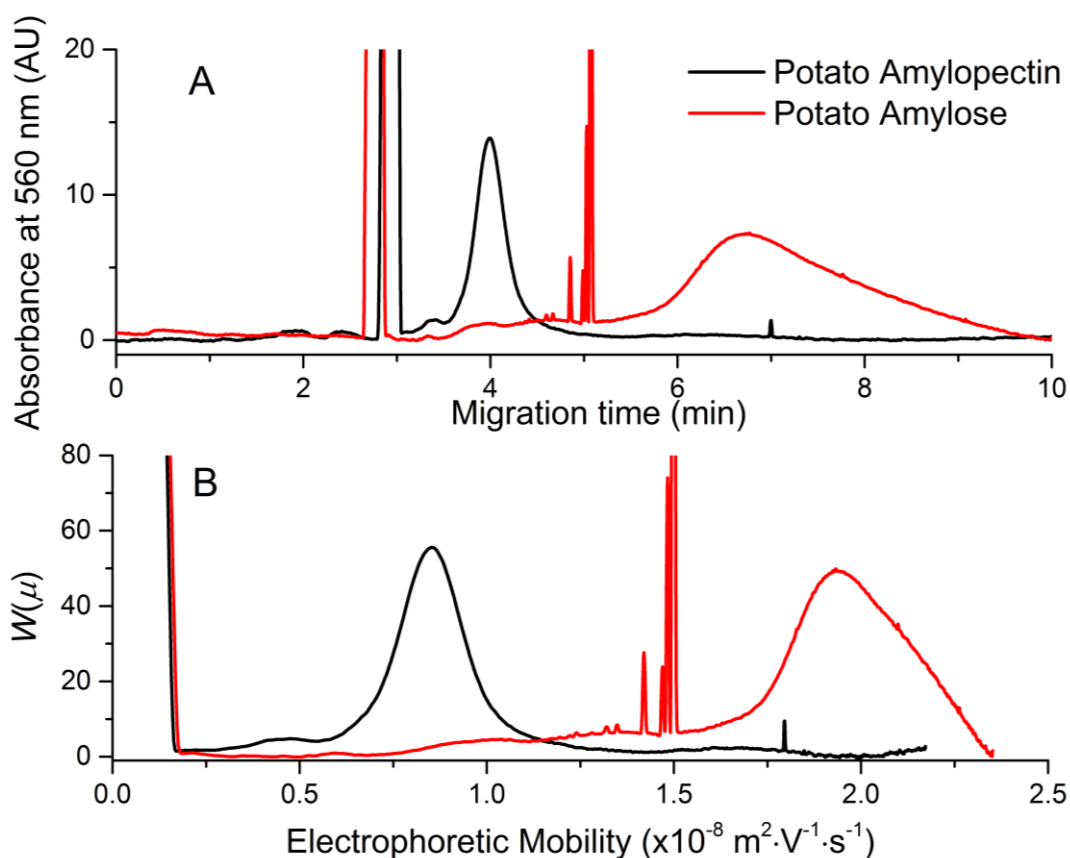 A
Potato Amylopectin
Potato Amylose
Absorbance at 560 nm (AU)
20
10
0
0 2 4 6 8 10
Migration time (min)
B
W(μ)
80
60
40
20
0
0.0 0.5 1.0 1.5 2.0 2.5
Electrophoretic Mobility (x10⁻⁸ m²·V⁻¹·s⁻¹)